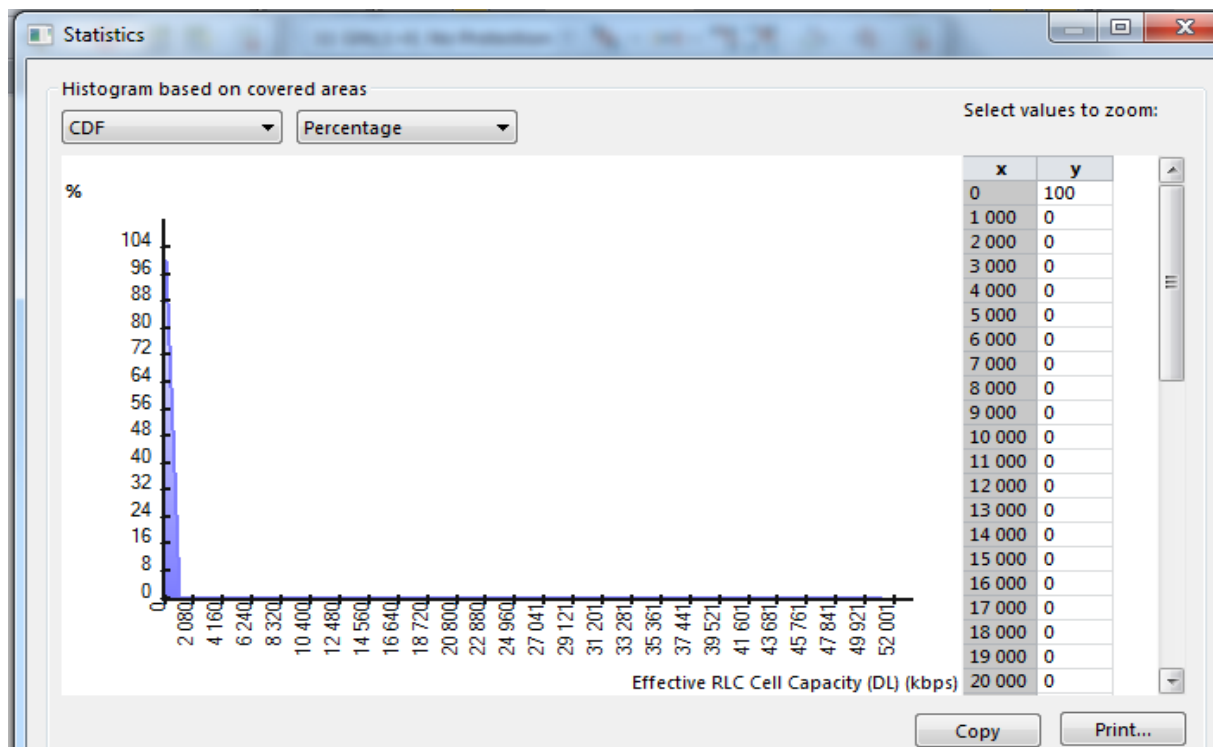 Statistics
Histogram based on covered areas
CDF
Percentage
Select values to zoom:
%
104
96
88
80
72
64
56
48
40
32
24
16
8
0
0
2 080
4 160
6 240
8 320
10 400
12 480
14 560
16 640
18 720
20 800
22 880
24 960
27 041
29 121
31 201
33 281
35 361
37 441
39 521
41 601
43 681
45 761
47 841
49 921
52 001
Effective RLC Cell Capacity (DL) (kbps)
x y
0 100
1 000 0
2 000 0
3 000 0
4 000 0
5 000 0
6 000 0
7 000 0
8 000 0
9 000 0
10 000 0
11 000 0
12 000 0
13 000 0
14 000 0
15 000 0
16 000 0
17 000 0
18 000 0
19 000 0
20 000 0
Copy
Print...